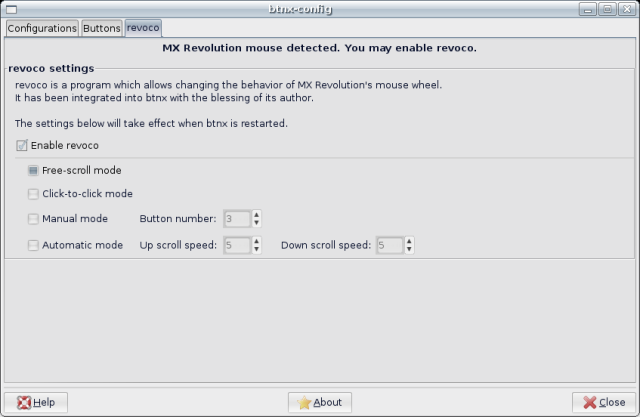 btnx-config
Configurations Buttons revoco
MX Revolution mouse detected. You may enable revoco.
revoco settings
revoco is a program which allows changing the behavior of MX Revolution's mouse wheel.
It has been integrated into btnx with the blessing of its author.
The settings below will take effect when btnx is restarted.
Enable revoco
Free-scroll mode
Click-to-click mode
Manual mode Button number: 3
Automatic mode Up scroll speed: 5 Down scroll speed: 5
Help About Close